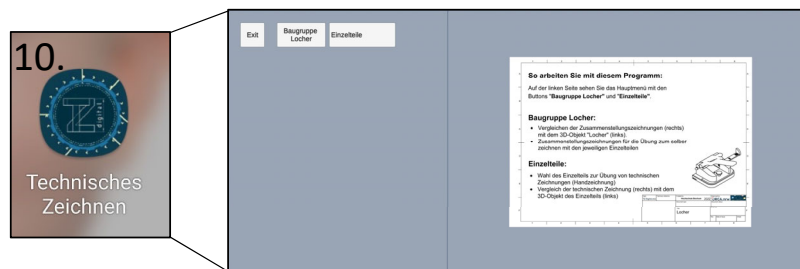 10.
TZ
digital
Technisches
Zeichnen
Exit
Baugruppe
Locher
Einzelteile
So arbeiten Sie mit diesem Programm:
Auf der linken Seite sehen Sie das Hauptmenü mit den
Buttons "Baugruppe Locher" und "Einzelteile".
Baugruppe Locher:
• Vergleichen der Zusammenstellungszeichnungen (rechts)
mit dem 3D-Objekt "Locher" (links).
• Zusammenstellungszeichnungen für die Übung zum selber
zeichnen mit den jeweiligen Einzelteilen
Einzelteile:
• Wahl des Einzelteils zur Übung von technischen
Zeichnungen (Handzeichnung)
• Vergleich der technischen Zeichnung (rechts) mit dem
3D-Objekt des Einzelteils (links)
Locher